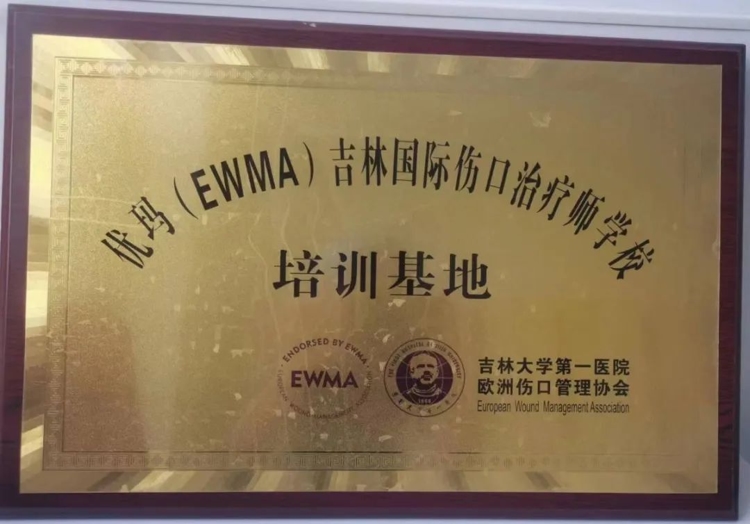 优玛（EWMA）吉林国际伤口治疗师学校
培训基地
ENDORSED BY EWMA
EWMA
吉林大学第一医院
欧洲伤口管理协会
European Wound Management Association